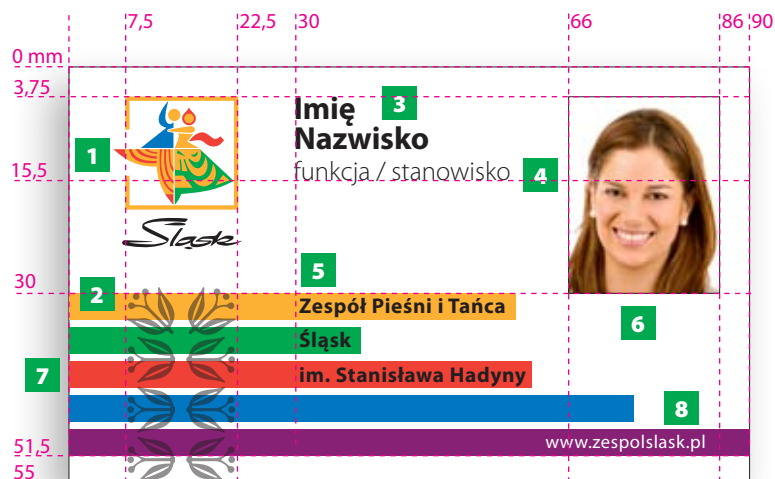 7,5 22,5 30 66 86 90
0 mm
3,75
Imię 3
Nazwisko
1
15,5
funkcja / stanowisko 4
Śląsk
5
30
2
Zespół Pieśni i Tańca
6
Śląsk
7
im. Stanisława Hadyny
8
51,5
www.zespolslask.pl
55